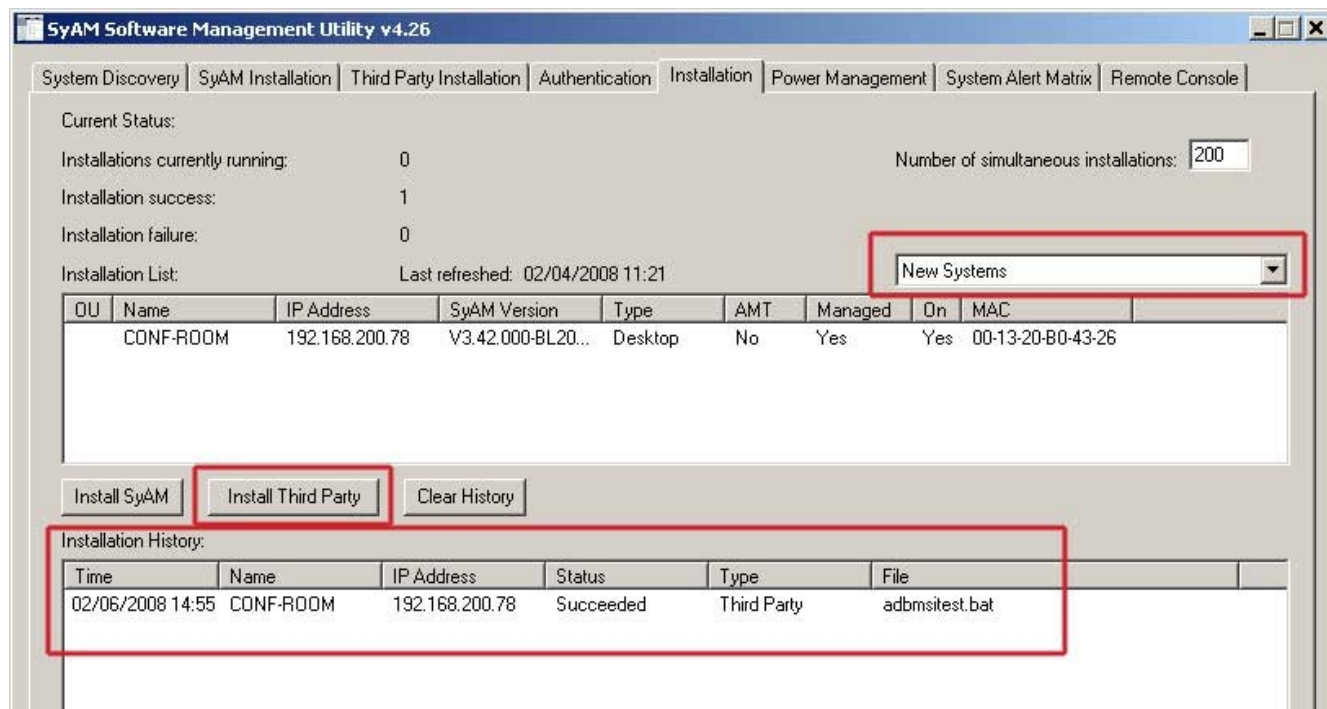 SyAM Software Management Utility v4.26
System Discovery SyAM Installation Third Party Installation Authentication Installation Power Management System Alert Matrix Remote Console
Current Status:
Installations currently running: 0 Number of simultaneous installations: 200
Installation success: 1
Installation failure: 0
Installation List: Last refreshed: 02/04/2008 11:21 New Systems
OU Name IP Address SyAM Version Type AMT Managed On MAC
CONF-ROOM 192.168.200.78 V3.42.000-BL20... Desktop No Yes Yes 00-13-20-B0-43-26
Install SyAM Install Third Party Clear History
Installation History:
Time Name IP Address Status Type File
02/06/2008 14:55 CONF-ROOM 192.168.200.78 Succeeded Third Party adbmsitest.bat